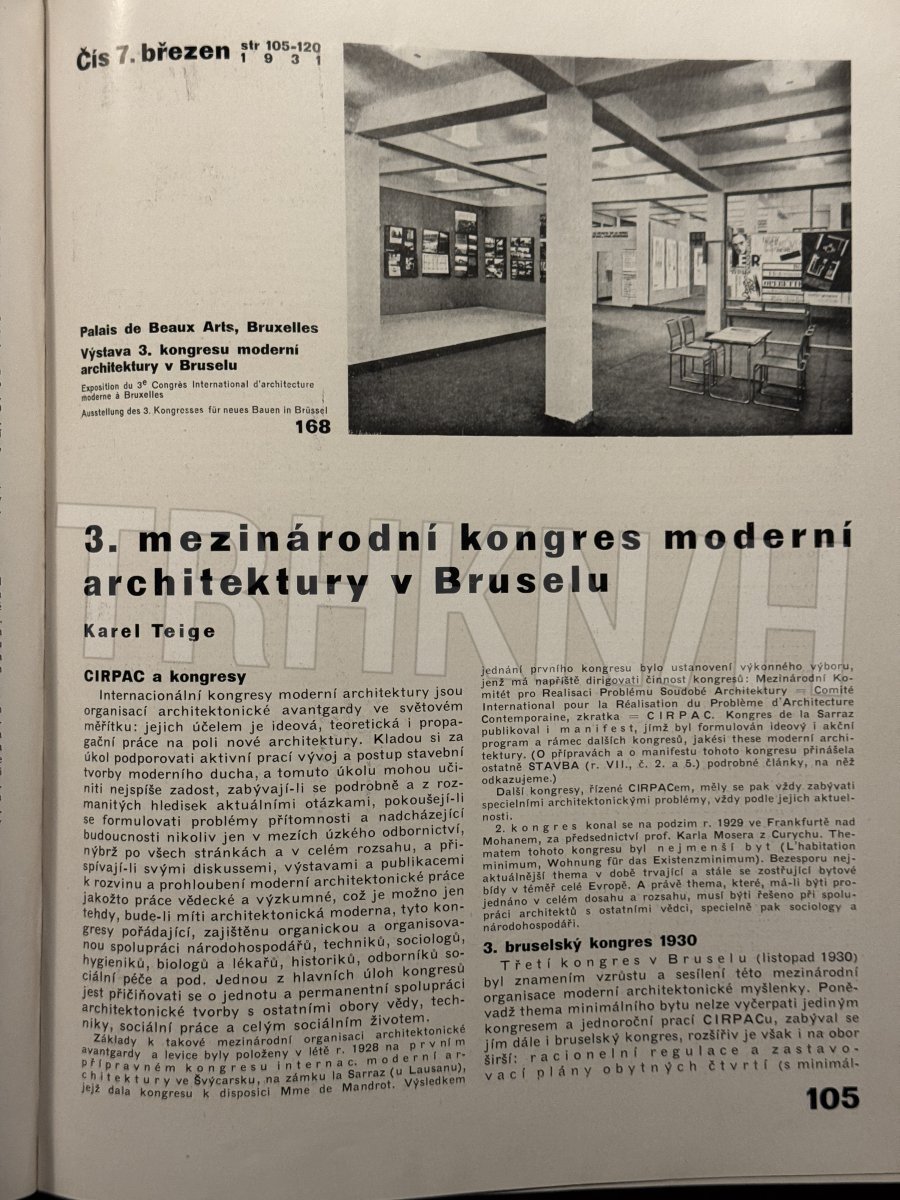 Čís 7. březen str 105-120
1 9 3 1
Palais de Beaux Arts, Bruxelles
Výstava 3. kongresu moderní
architektury v Bruselu
Exposition du 3e Congrès International d'architecture
moderne à Bruxelles
Ausstellung des 3. Kongresses für neues Bauen in Brüssel
168
3. mezinárodní kongres moderní
architektury v Bruselu
Karel Teige
CIRPAC a kongresy
Internacionální kongresy moderní architektury jsou
organisací architektonické avantgardy ve světovém
měřítku: jejich účelem je ideová, teoretická i propa-
gační práce na poli nové architektury. Kladou si za
úkol podporovati aktivní prací vývoj a postup stavební
tvorby moderního ducha, a tomuto úkolu mohou uči-
niti nejspíše zadost, zabývají-li se podrobně a z roz-
manitých hledisek aktuálními otázkami, pokoušejí-li
se formulovati problémy přítomnosti a nadcházející
budoucnosti nikoliv jen v mezích úzkého odbornictví,
nýbrž po všech stránkách a v celém rozsahu, a při-
spívají-li svými diskussemi, výstavami a publikacemi
k rozvinu a prohloubení moderní architektonické práce
jakožto práce vědecké a výzkumné, což je možno jen
tehdy, bude-li míti architektonická moderna, tyto kon-
gresy pořádající, zajištěnu organickou a organisova-
nou spolupráci národohospodářů, techniků, sociologů,
hygieniků, biologů a lékařů, historiků, odborníků so-
ciální péče a pod. Jednou z hlavních úloh kongresů
jest přičiňovati se o jednotu a permanentní spolupráci
architektonické tvorby s ostatními obory vědy, tech-
niky, sociální práce a celým sociálním životem.
Základy k takové mezinárodní organisaci architektonické
avantgardy a levice byly položeny v létě r. 1928 na prvním
přípravném kongresu internac. moderní ar-
chitektury ve Švýcarsku, na zámku la Sarraz (u Lausanu),
jejž dala kongresu k disposici Mme de Mandrot. Výsledkem
jednání prvního kongresu bylo ustanovení výkonného výboru,
jenž má napříště dirigovati činnost kongresů: Mezinárodní Ko-
mitét pro Realisaci Problému Soudobé Architektury = Comité
International pour la Réalisation du Problème d'Architecture
Contemporaine, zkratka = CIRPAC. Kongres de la Sarraz
publikoval i manifest, jímž byl formulován ideový i akční
program a rámec dalších kongresů, jakési these moderní archi-
tektury. (O přípravách a o manifestu tohoto kongresu přinášela
ostatně STAVBA (r. VII., č. 2. a 5.) podrobné články, na něž
odkazujeme.)
Další kongresy, řízené CIRPACem, měly se pak vždy zabývati
specielními architektonickými problémy, vždy podle jejich aktuel-
nosti.
2. kongres konal se na podzim r. 1929 ve Frankfurtě nad
Mohanem, za předsednictví prof. Karla Mosera z Curychu. The-
matem tohoto kongresu byl nejmenší byt (L'habitation
minimum, Wohnung für das Existenzminimum). Bezesporu nej-
aktuálnější thema v době trvající a stále se zostřující bytové
bídy v téměř celé Evropě. A právě thema, které, má-li býti pro-
jednáno v celém dosahu a rozsahu, musí býti řešeno při spolu-
práci architektů s ostatními vědci, specielně pak sociology a
národohospodáři.
3. bruselský kongres 1930
Třetí kongres v Bruselu (listopad 1930)
byl znamením vzrůstu a sesílení této mezinárodní
organisace moderní architektonické myšlenky. Poně-
vadž thema minimálního bytu nelze vyčerpati jediným
kongresem a jednoroční prací CIRPACu, zabýval se
jím dále i bruselský kongres, rozšířiv je však i na obor
širší: racionelní regulace a zastavo-
vací plány obytných čtvrtí (s minimál-
105
TRHKN/H